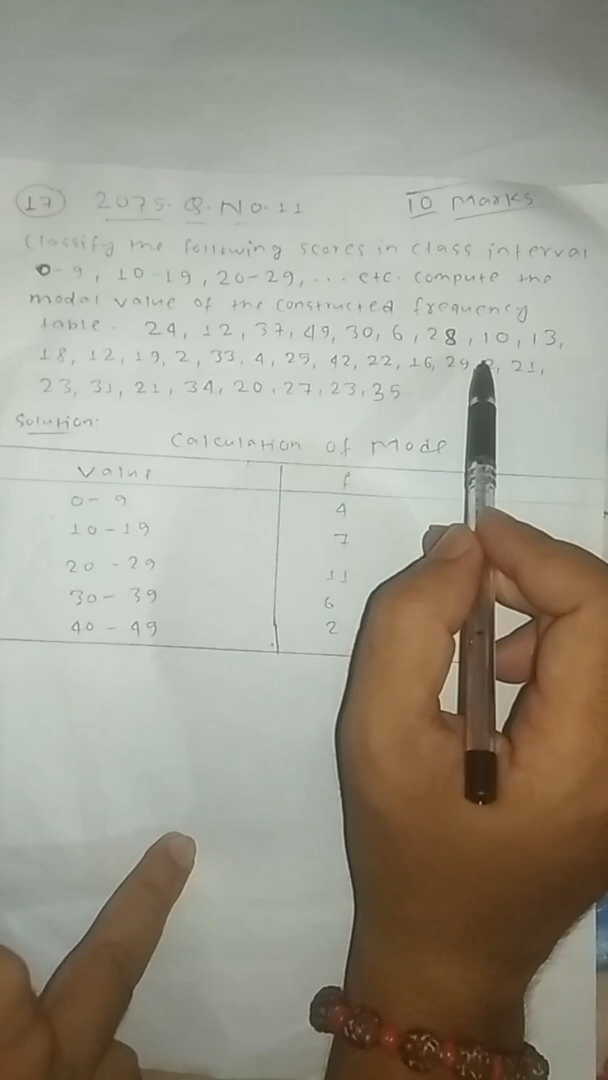 17 2075. Q. No. 11 10 Marks
Classify the following scores in class interval
0-9, 10-19, 20-29, ... etc. compute the
modal value of the constructed frequency
table. 24, 12, 37, 49, 30, 6, 28, 10, 13,
18, 12, 19, 2, 33, 4, 25, 42, 22, 16, 29, 21,
23, 31, 21, 34, 20, 27, 23, 35
Solution:
Calculation of Mode
Value f
0-9 4
10-19 7
20-29 11
30-39 6
40-49 2